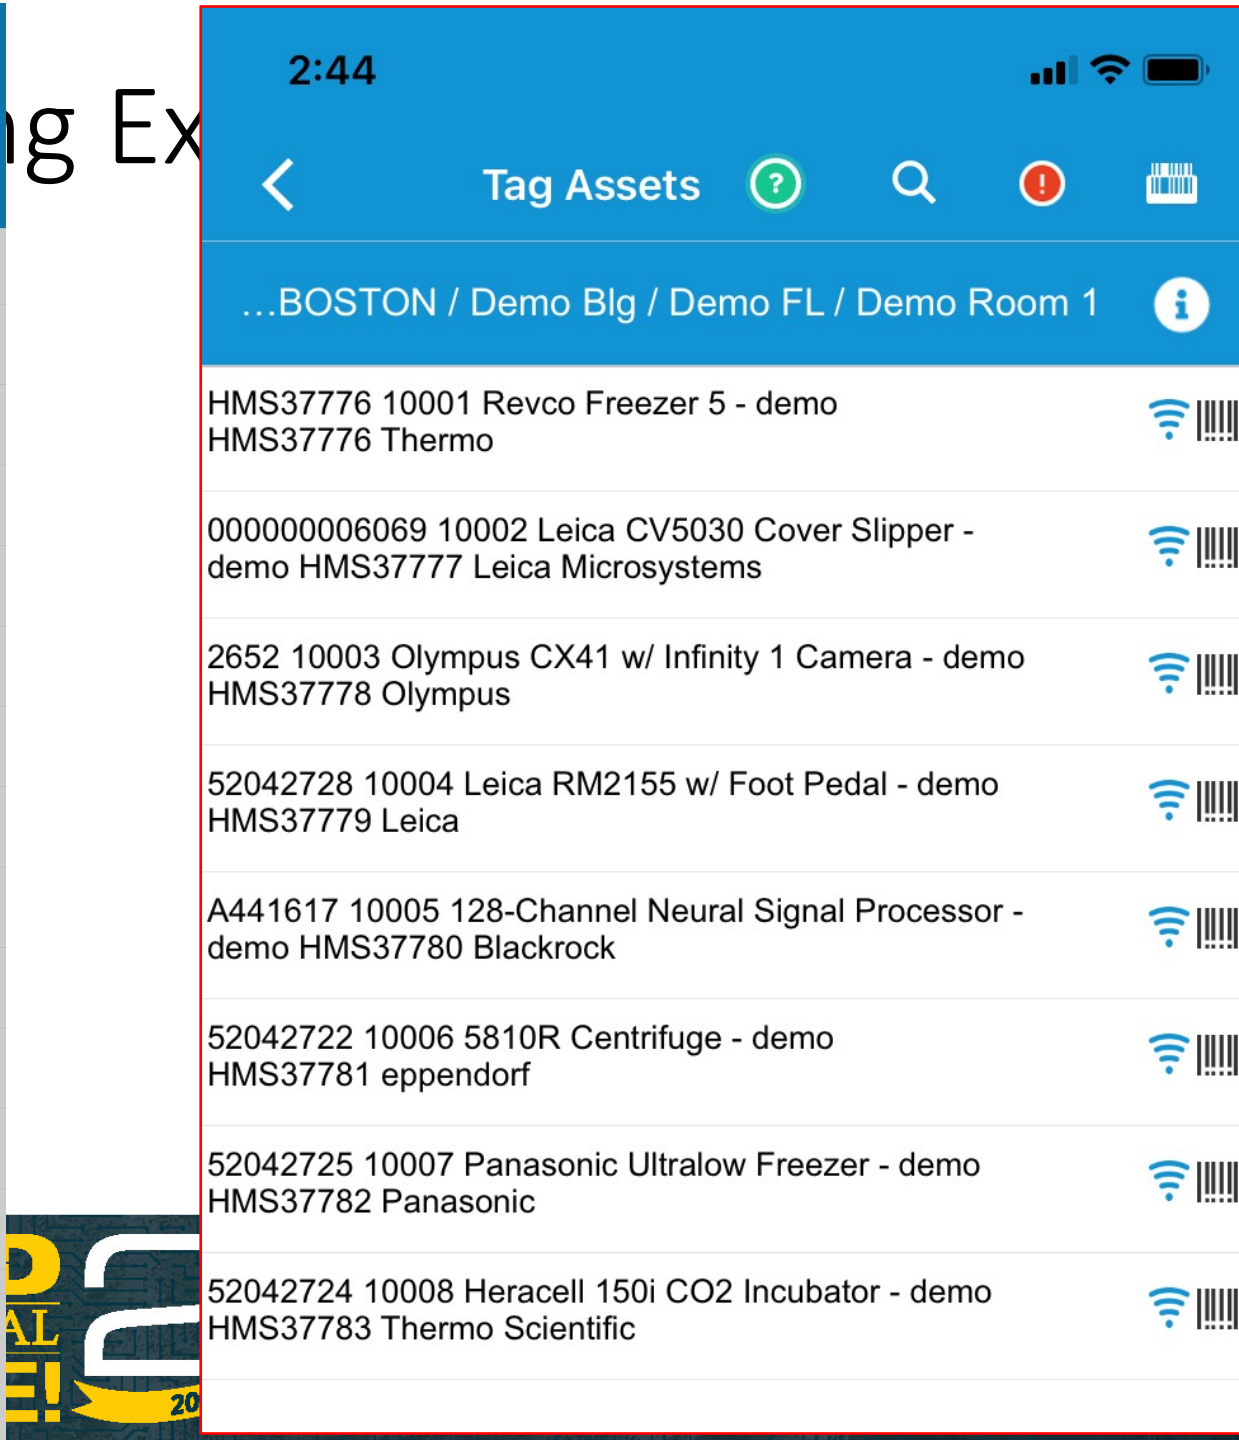 g Ex
2:44
Tag Assets
...BOSTON / Demo Blg / Demo FL / Demo Room 1
HMS37776 10001 Revco Freezer 5 - demo
HMS37776 Thermo
000000006069 10002 Leica CV5030 Cover Slipper -
demo HMS37777 Leica Microsystems
2652 10003 Olympus CX41 w/ Infinity 1 Camera - demo
HMS37778 Olympus
52042728 10004 Leica RM2155 w/ Foot Pedal - demo
HMS37779 Leica
A441617 10005 128-Channel Neural Signal Processor -
demo HMS37780 Blackrock
52042722 10006 5810R Centrifuge - demo
HMS37781 eppendorf
52042725 10007 Panasonic Ultralow Freezer - demo
HMS37782 Panasonic
52042724 10008 Heracell 150i CO2 Incubator - demo
HMS37783 Thermo Scientific
AL
E!
20